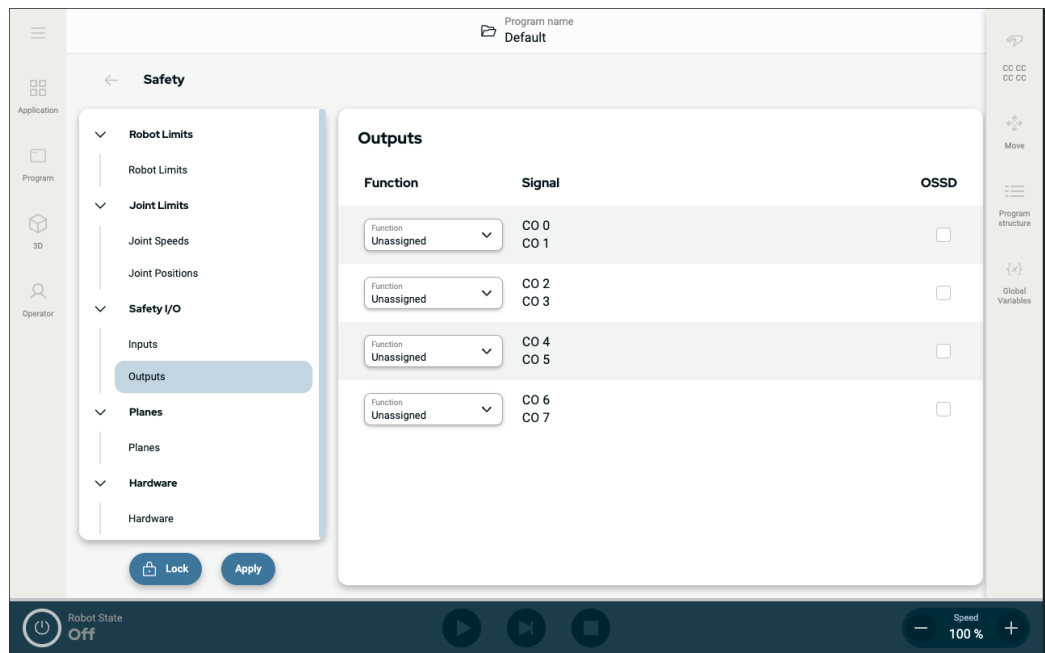 Program name
Default
Application
Program
3D
Operator
Safety
Robot Limits
Robot Limits
Joint Limits
Joint Speeds
Joint Positions
Safety I/O
Inputs
Outputs
Planes
Planes
Hardware
Hardware
Lock
Apply
Outputs
Function Signal OSSD
Function
Unassigned
CO 0
CO 1
Function
Unassigned
CO 2
CO 3
Function
Unassigned
CO 4
CO 5
Function
Unassigned
CO 6
CO 7
CC CC
CC CC
Move
Program
structure
{x}
Global
Variables
Robot State
Off
Speed
100 %